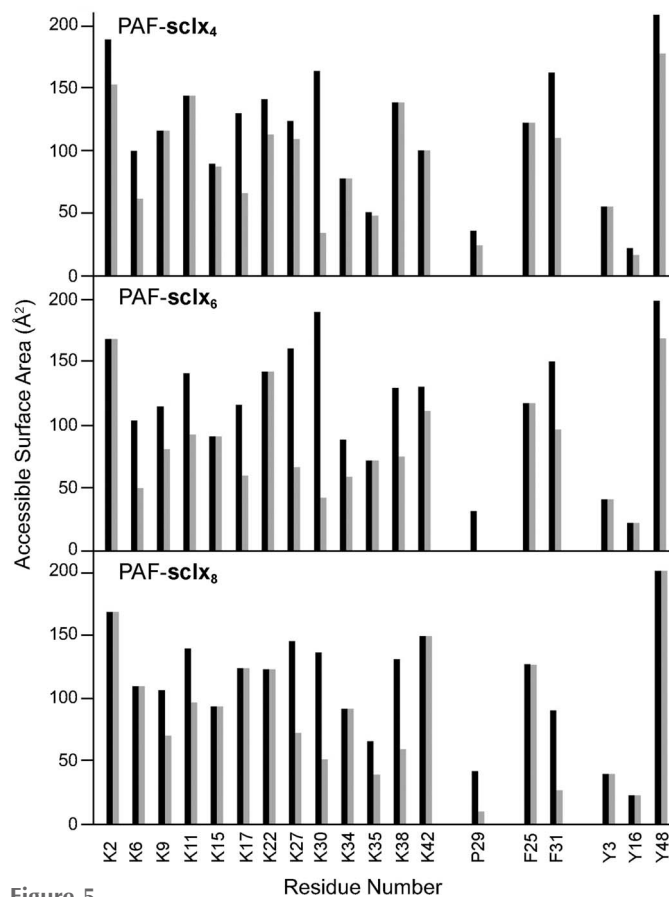 PAF-sclx₄
200
150
100
50
0
PAF-sclx₆
200
150
100
50
0
PAF-sclx₈
200
150
100
50
0
Accessible Surface Area (Å²)
K2 K6 K9 K11 K15 K17 K22 K27 K30 K34 K35 K38 K42 P29 F25 F31 Y3 Y16 Y48
Residue Number
Figure 5